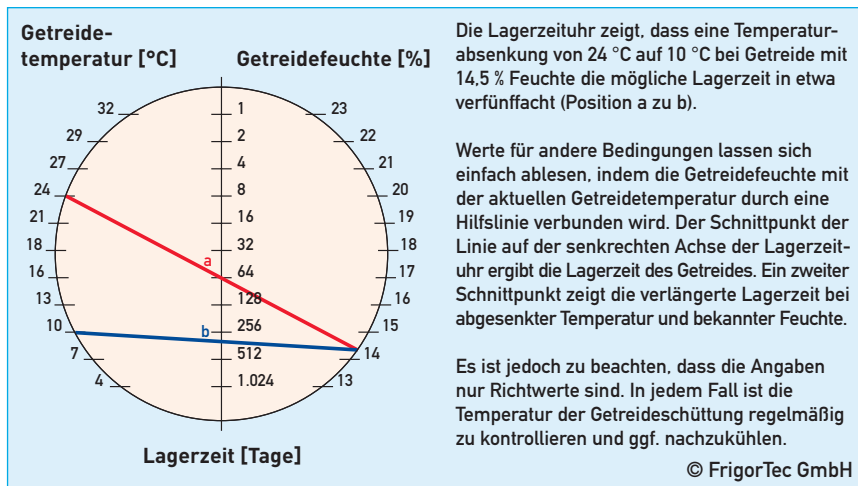 Getreide-
temperatur [°C]
Getreidefeuchte [%]
32
29
27
24
21
18
16
13
10
7
4
1
2
4
8
16
32
64
128
256
512
1.024
23
22
21
20
19
18
17
16
15
14
13
a
b
Lagerzeit [Tage]
Die Lagerzeituhr zeigt, dass eine Temperatur-
absenkung von 24 °C auf 10 °C bei Getreide mit
14,5 % Feuchte die mögliche Lagerzeit in etwa
verfünffacht (Position a zu b).
Werte für andere Bedingungen lassen sich
einfach ablesen, indem die Getreidefeuchte mit
der aktuellen Getreidetemperatur durch eine
Hilfslinie verbunden wird. Der Schnittpunkt der
Linie auf der senkrechten Achse der Lagerzeit-
uhr ergibt die Lagerzeit des Getreides. Ein zweiter
Schnittpunkt zeigt die verlängerte Lagerzeit bei
abgesenkter Temperatur und bekannter Feuchte.
Es ist jedoch zu beachten, dass die Angaben
nur Richtwerte sind. In jedem Fall ist die
Temperatur der Getreideschüttung regelmäßig
zu kontrollieren und ggf. nachzukühlen.
© FrigorTec GmbH